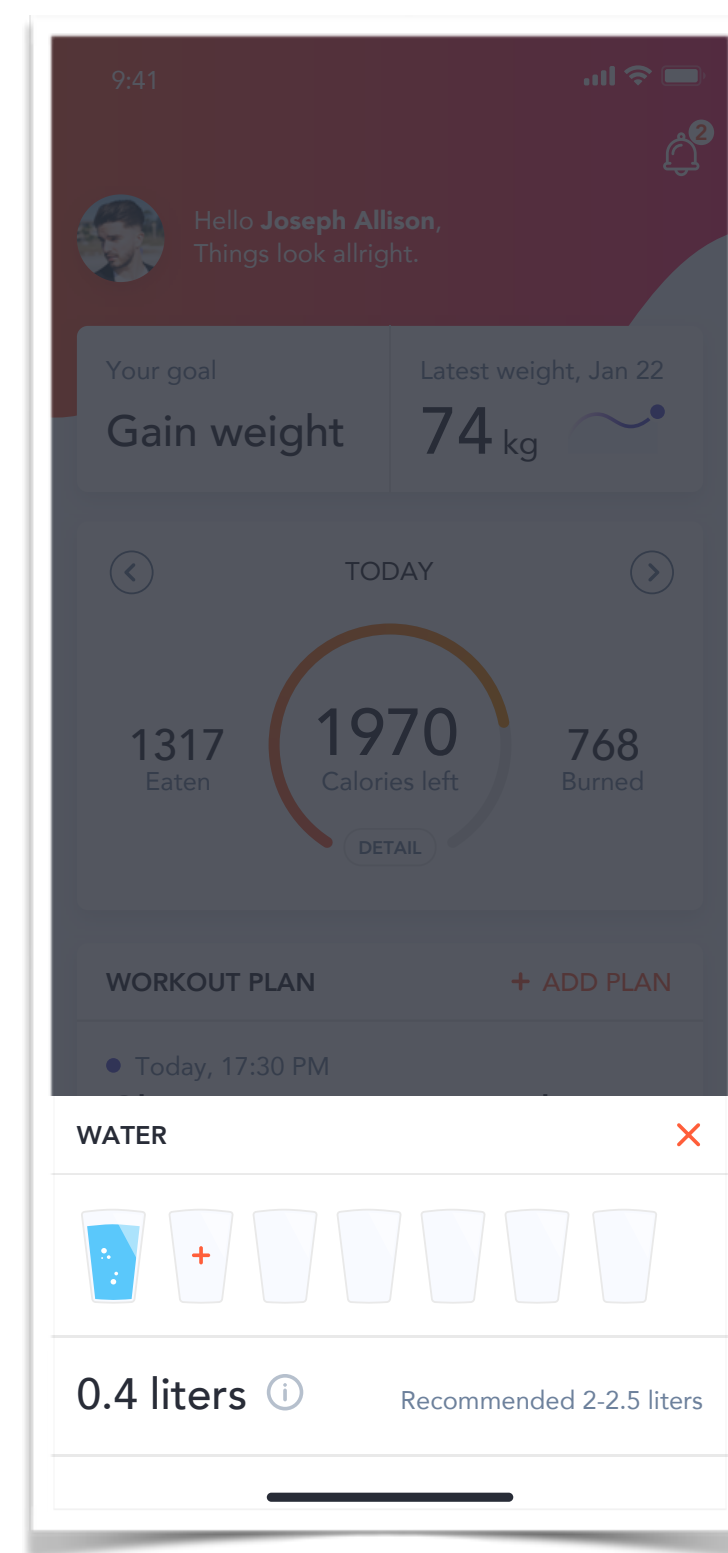 9:41
2
Hello Joseph Allison,
Things look allright.
Your goal
Gain weight
Latest weight, Jan 22
74 kg
TODAY
1317
Eaten
1970
Calories left
768
Burned
DETAIL
WORKOUT PLAN
+ ADD PLAN
Today, 17:30 PM
WATER
+
0.4 liters
Recommended 2-2.5 liters